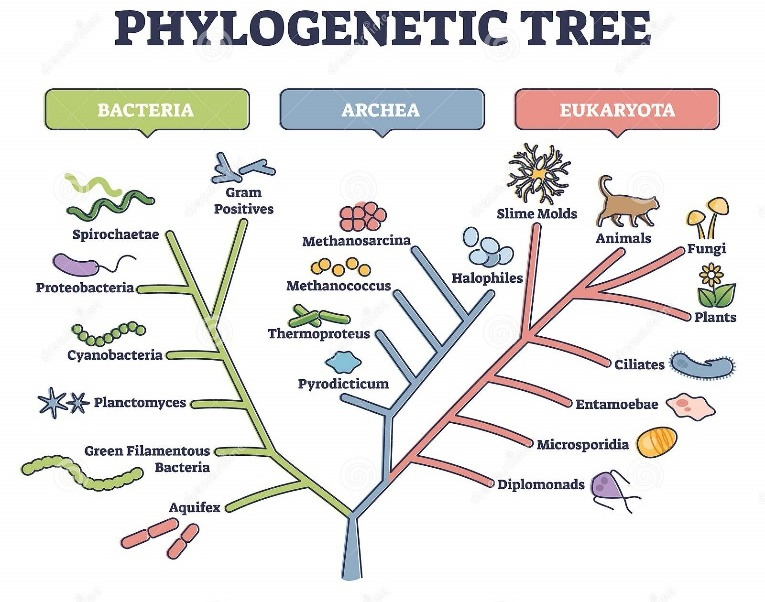 PHYLOGENETIC TREE
BACTERIA
ARCHEA
EUKARYOTA
Gram
Positives
Spirochaetae
Proteobacteria
Cyanobacteria
Planctomyces
Green Filamentous
Bacteria
Aquifex
Methanosarcina
Halophiles
Methanococcus
Thermoproteus
Pyrodicticum
Slime Molds
Animals
Fungi
Plants
Ciliates
Entamoebae
Microsporidia
Diplomonads